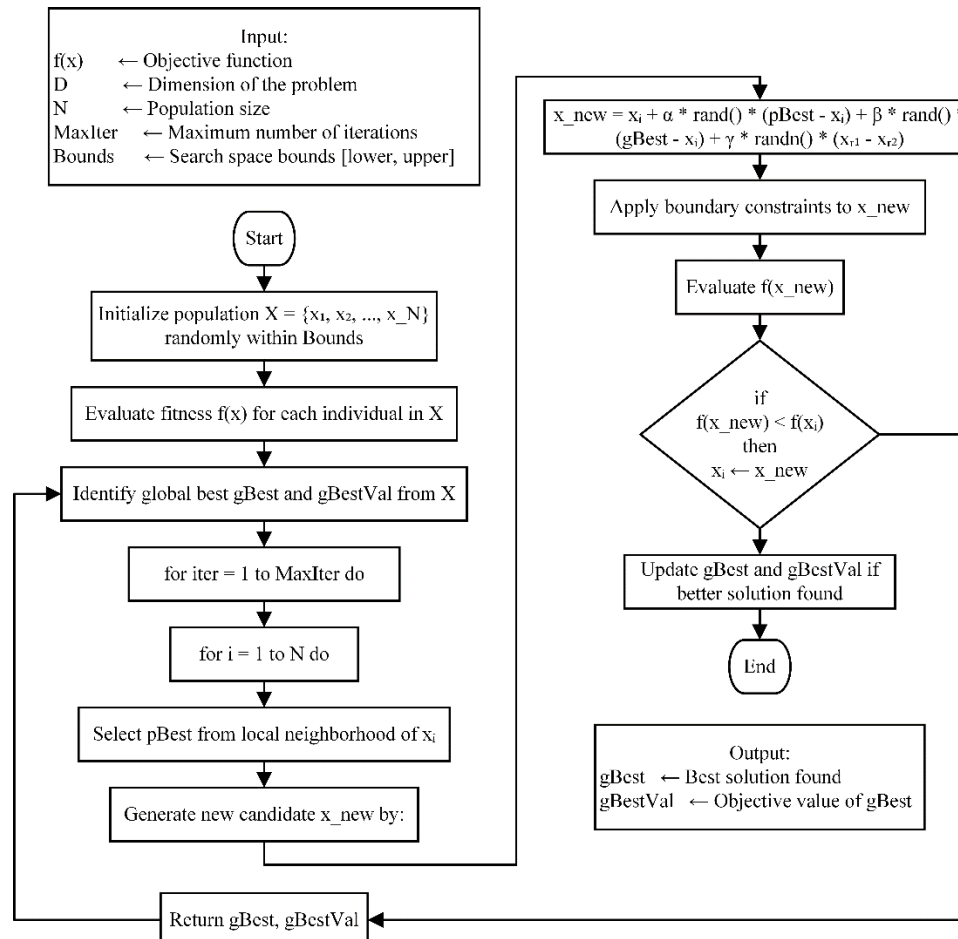 Input:
f(x) ← Objective function
D ← Dimension of the problem
N ← Population size
MaxIter ← Maximum number of iterations
Bounds ← Search space bounds [lower, upper]
Start
Initialize population X = {x₁, x₂, ..., x_N}
randomly within Bounds
Evaluate fitness f(x) for each individual in X
Identify global best gBest and gBestVal from X
for iter = 1 to MaxIter do
for i = 1 to N do
Select pBest from local neighborhood of xᵢ
Generate new candidate x_new by:
Return gBest, gBestVal
x_new = xᵢ + α * rand() * (pBest - xᵢ) + β * rand() *
(gBest - xᵢ) + γ * randn() * (xᵣ₁ - xᵣ₂)
Apply boundary constraints to x_new
Evaluate f(x_new)
if
f(x_new) < f(xᵢ)
then
xᵢ ← x_new
Update gBest and gBestVal if
better solution found
End
Output:
gBest ← Best solution found
gBestVal ← Objective value of gBest